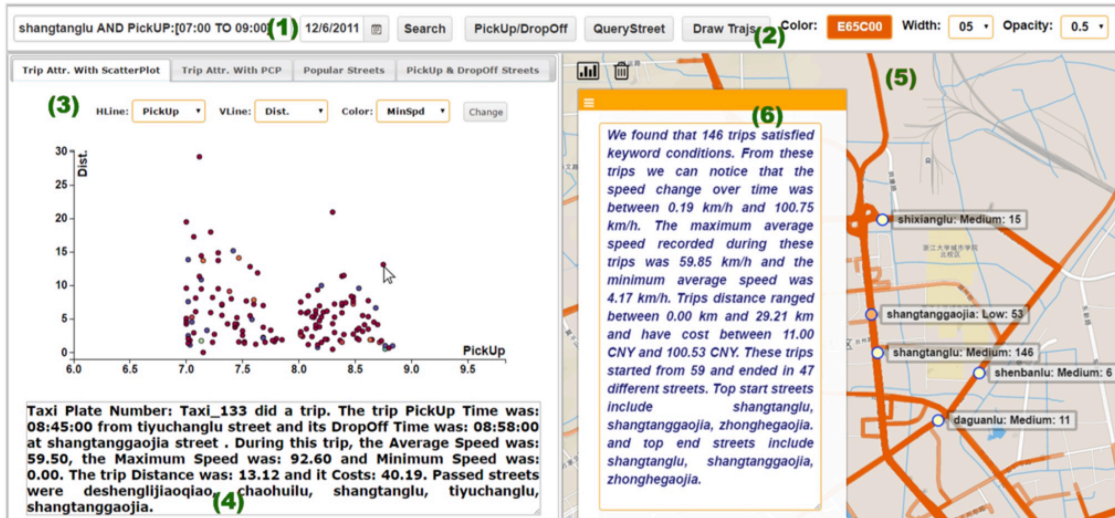 shangtanglu AND PickUP:[07:00 TO 09:00] (1) 12/6/2011 Search PickUp/DropOff QueryStreet Draw Trajs (2) Color: E65C00 Width: 05 Opacity: 0.5
Trip Attr. With ScatterPlot Trip Attr. With PCP Popular Streets PickUp & DropOff Streets
(3)
HLine: PickUp VLine: Dist. Color: MinSpd Change
Dist.
30
25
20
15
10
5
0
PickUp
6.0 6.5 7.0 7.5 8.0 8.5 9.0 9.5
Taxi Plate Number: Taxi_133 did a trip. The trip PickUp Time was:
08:45:00 from tiyuchanglu street and its DropOff Time was: 08:58:00
at shangtanggaojia street . During this trip, the Average Speed was:
59.50, the Maximum Speed was: 92.60 and Minimum Speed was:
0.00. The trip Distance was: 13.12 and it Costs: 40.19. Passed streets
were deshenglijiaoqiao, chaohuilu, shangtanglu, tiyuchanglu,
shangtanggaojia.
(4)
(6)
We found that 146 trips satisfied
keyword conditions. From these
trips we can notice that the
speed change over time was
between 0.19 km/h and 100.75
km/h. The maximum average
speed recorded during these
trips was 59.85 km/h and the
minimum average speed was
4.17 km/h. Trips distance ranged
between 0.00 km and 29.21 km
and have cost between 11.00
CNY and 100.53 CNY. These trips
started from 59 and ended in 47
different streets. Top start streets
include shangtanglu,
shangtanggaojia, zhonghegaojia.
and top end streets include
shangtanglu, shangtanggaojia,
zhonghegaojia.
(5)
shixianglu: Medium: 15
浙江大学城市学院
北校区
shangtanggaojia: Low: 53
shangtanglu: Medium: 146
shenbanlu: Medium: 6
daguanlu: Medium: 11